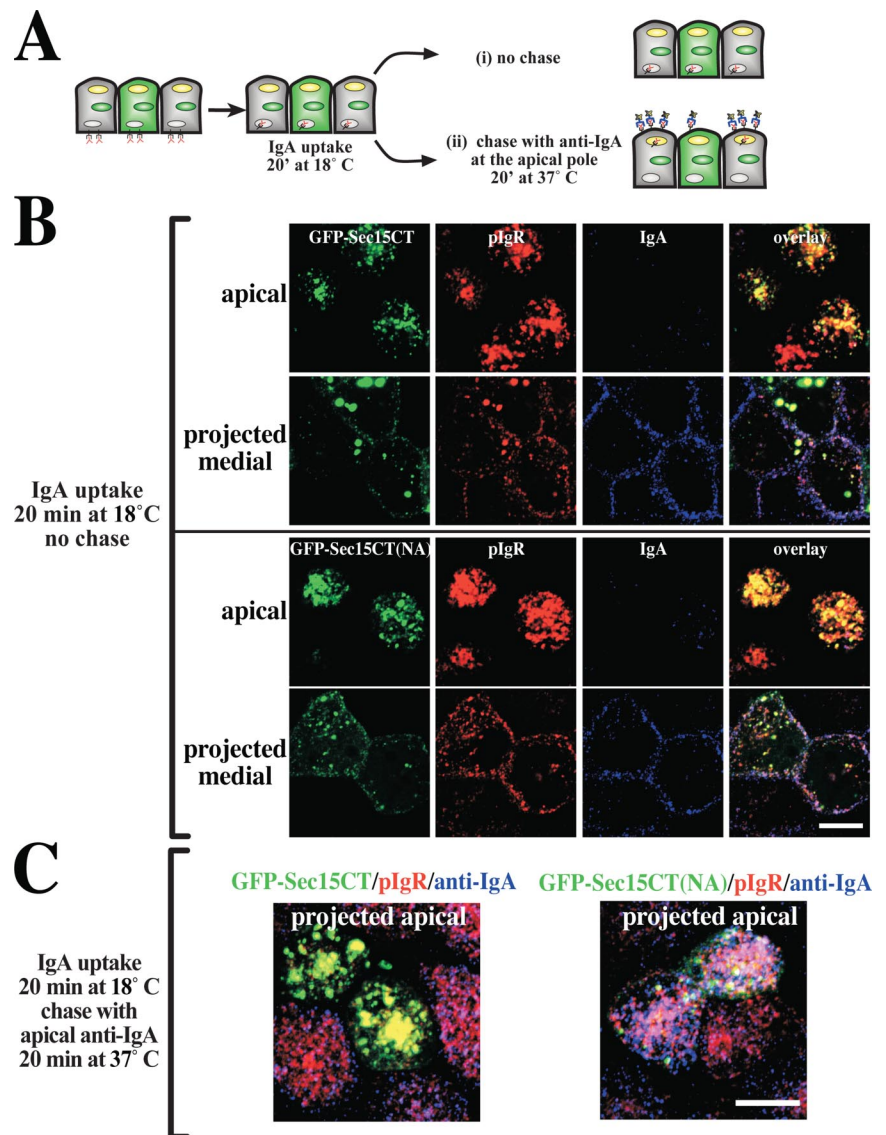 A
(i) no chase
IgA uptake
20' at 18° C
(ii) chase with anti-IgA
at the apical pole
20' at 37° C
B
GFP-Sec15CT pIgR IgA overlay
apical
projected
medial
IgA uptake
20 min at 18°C
no chase
GFP-Sec15CT(NA) pIgR IgA overlay
apical
projected
medial
C
GFP-Sec15CT/pIgR/anti-IgA GFP-Sec15CT(NA)/pIgR/anti-IgA
projected apical projected apical
IgA uptake
20 min at 18° C
chase with
apical anti-IgA
20 min at 37° C